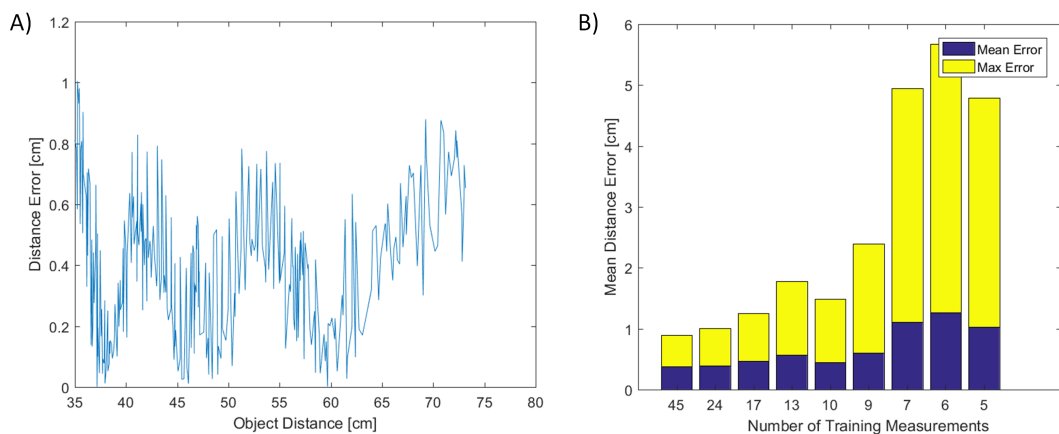 A)
Distance Error [cm]
1.2
1
0.8
0.6
0.4
0.2
0
35 40 45 50 55 60 65 70 75 80
Object Distance [cm]
B)
Mean Distance Error [cm]
6
5
4
3
2
1
0
Mean Error
Max Error
45 24 17 13 10 9 7 6 5
Number of Training Measurements